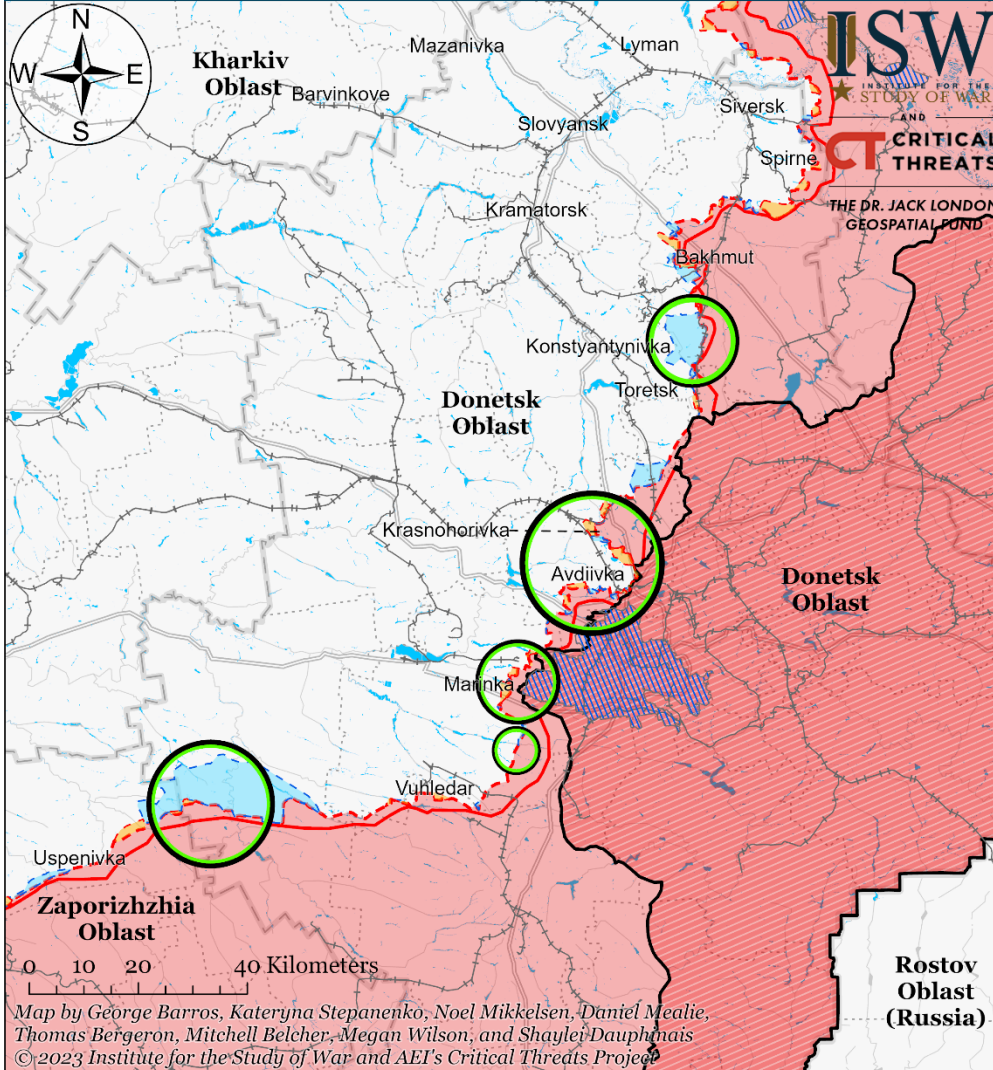 N
W
E
S
ISW
INSTITUTE FOR THE
STUDY OF WAR
AND
CT CRITICAL
THREATS
THE DR. JACK LONDON
GEOSPATIAL FUND
Kharkiv
Oblast
Mazanivka
Lyman
Barvinkove
Siversk
Slovyansk
Spirne
Kramatorsk
Bakhmut
Konstyantynivka
Toretsk
Donetsk
Oblast
Krasnohorivka
Avdiivka
Donetsk
Oblast
Marinka
Vuhledar
Uspenivka
Zaporizhzhia
Oblast
Rostov
Oblast
(Russia)
0 10 20 40 Kilometers
Map by George Barros, Kateryna Stepanenko, Noel Mikkelsen, Daniel Mealie,
Thomas Bergeron, Mitchell Belcher, Megan Wilson, and Shaylei Dauphinais
© 2023 Institute for the Study of War and AEI's Critical Threats Project